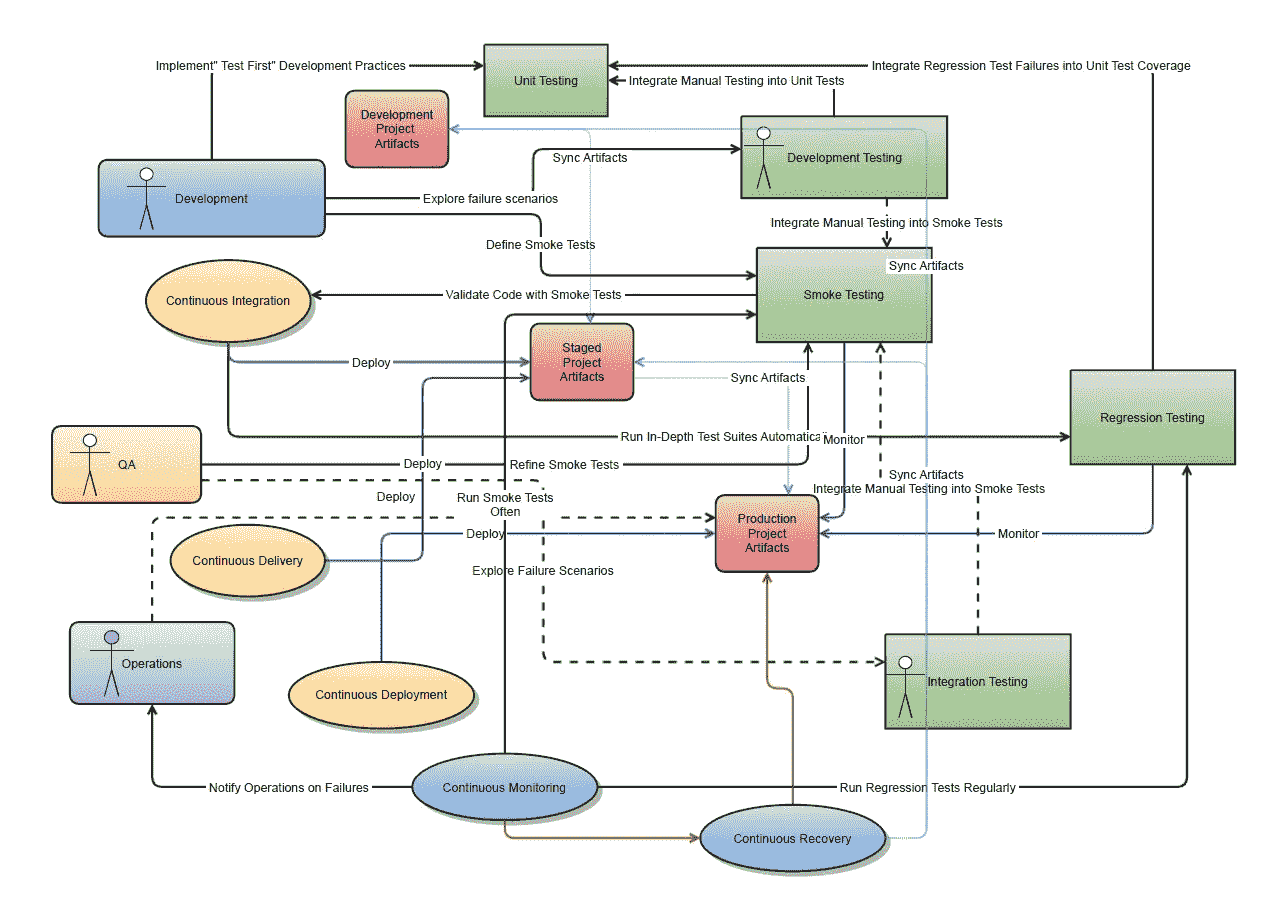 Implement" Test First" Development Practices
Unit Testing
Integrate Regression Test Failures into Unit Test Coverage
Integrate Manual Testing into Unit Tests
Development
Project
Artifacts
Sync Artifacts
Development Testing
Development
Explore failure scenarios
Integrate Manual Testing into Smoke Tests
Define Smoke Tests
Sync Artifacts
Continuous Integration
Validate Code with Smoke Tests
Smoke Testing
Staged
Project
Artifacts
Deploy
Sync Artifacts
Regression Testing
Run In-Depth Test Suites Automatica
Monitor
QA
Deploy
Refine Smoke Tests
Sync Artifacts
Integrate Manual Testing into Smoke Tests
Deploy
Run Smoke Tests
Often
Production
Project
Artifacts
Deploy
Monitor
Continuous Delivery
Explore Failure Scenarios
Operations
Continuous Deployment
Integration Testing
Notify Operations on Failures
Continuous Monitoring
Run Regression Tests Regularly
Continuous Recovery